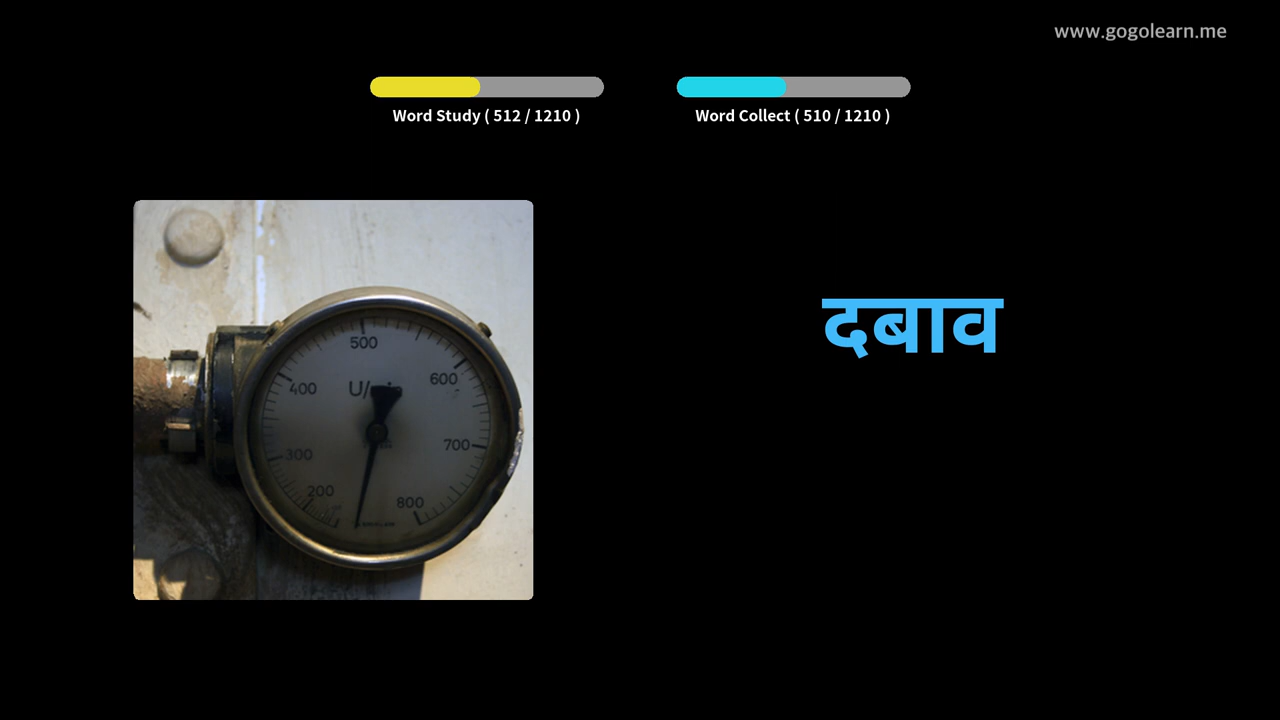 www.gogolearn.me
Word Study ( 512 / 1210 )
Word Collect ( 510 / 1210 )
दबाव
500
400
600
U/
300
700
200
800